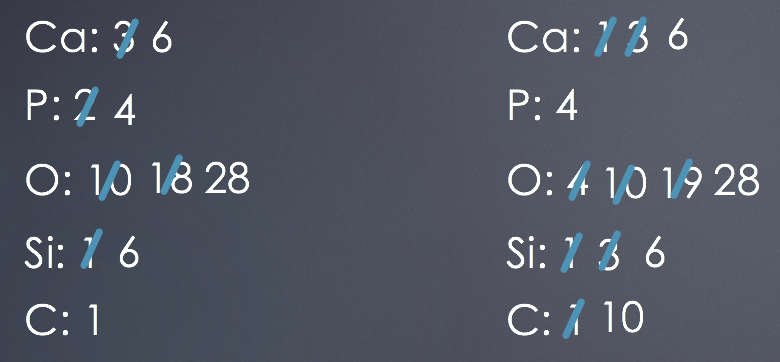 Ca: 3 6
P: 2 4
O: 10 18 28
Si: 1 6
C: 1
Ca: 1 3 6
P: 4
O: 4 10 19 28
Si: 1 3 6
C: 1 10